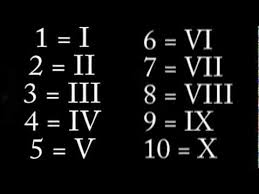 1 = I
2 = II
3 = III
4 = IV
5 = V
6 = VI
7 = VII
8 = VIII
9 = IX
10 = X